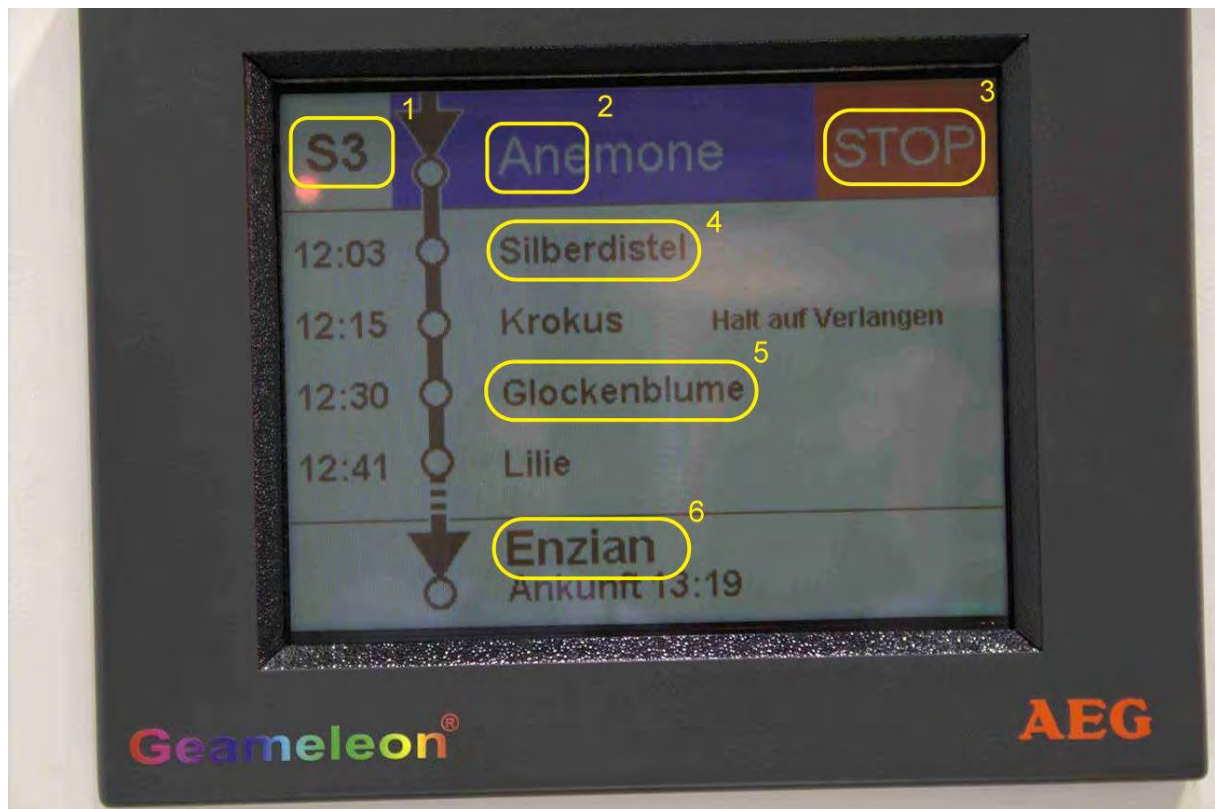 S3 1 Anemone 2 STOP 3
12:03 Silberdistel 4
12:15 Krokus Halt auf Verlangen
12:30 Glockenblume 5
12:41 Lilie
Enzian 6
Ankunft 13:19
Geameleon® AEG